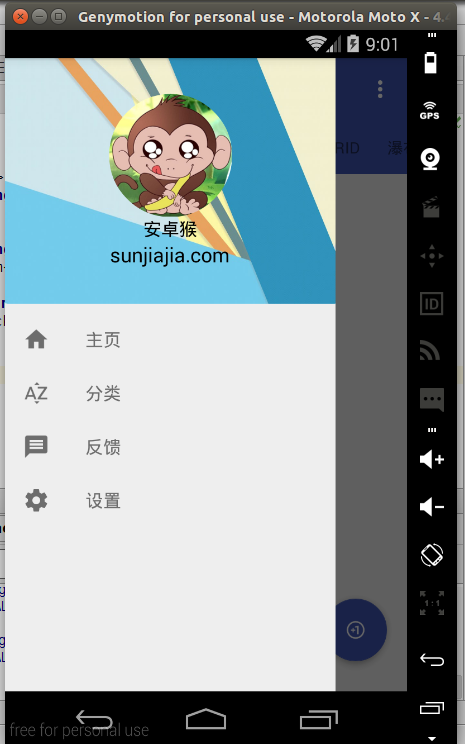 Genymotion for personal use - Motorola Moto X - 4.
9:01
GPS
RID
安卓猴
sunjiajia.com
主页
AZ
分类
ID
反馈
设置
1:1
+1
free for personal use